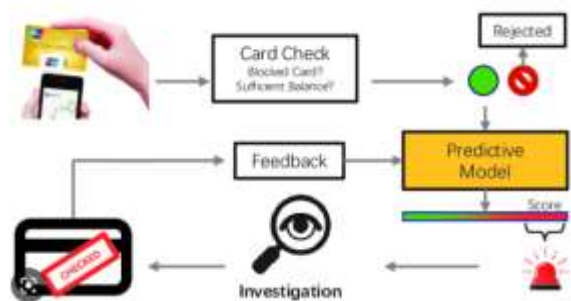 Rejected
Card Check
Blocked Card?
Sufficient Balance?
Feedback
Predictive
Model
Score
CHECKED
Investigation